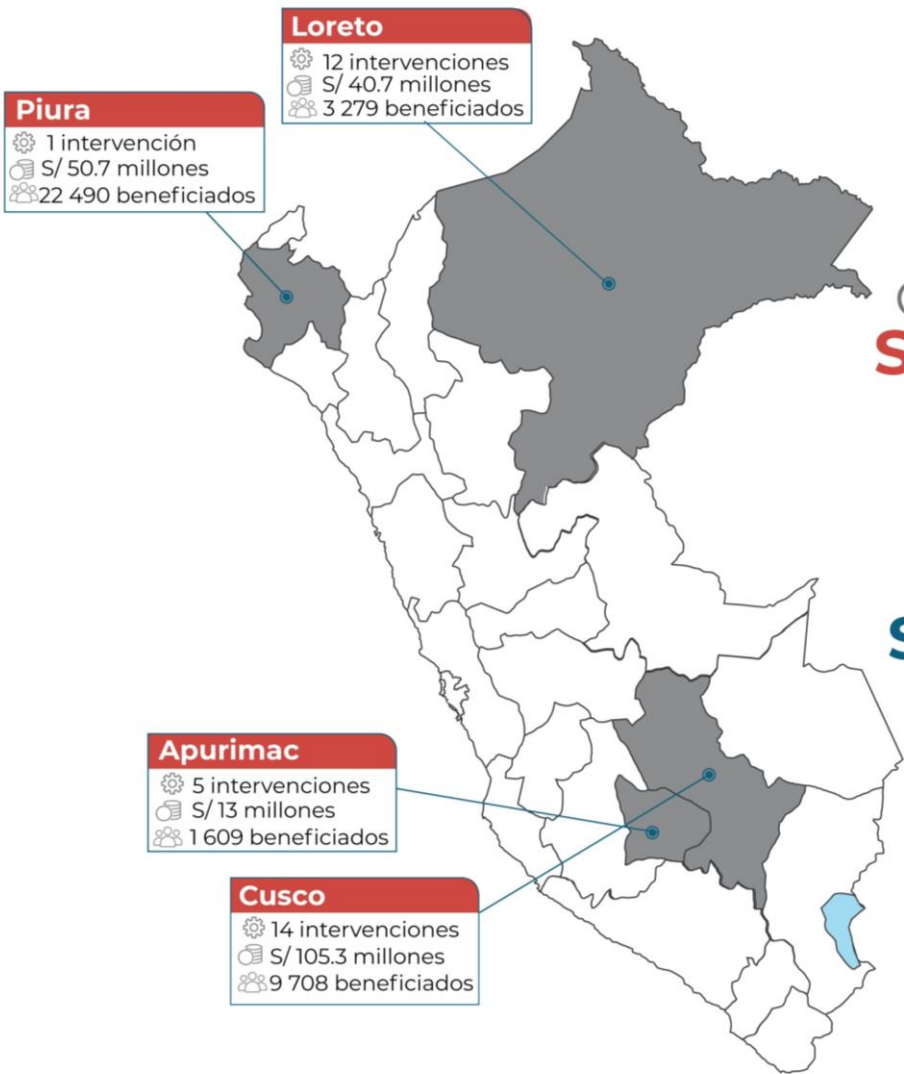 Loreto
12 intervenciones
S/ 40.7 millones
3 279 beneficiados
Piura
1 intervención
S/ 50.7 millones
22 490 beneficiados
Apurimac
5 intervenciones
S/ 13 millones
1 609 beneficiados
Cusco
14 intervenciones
S/ 105.3 millones
9 708 beneficiados
S
S